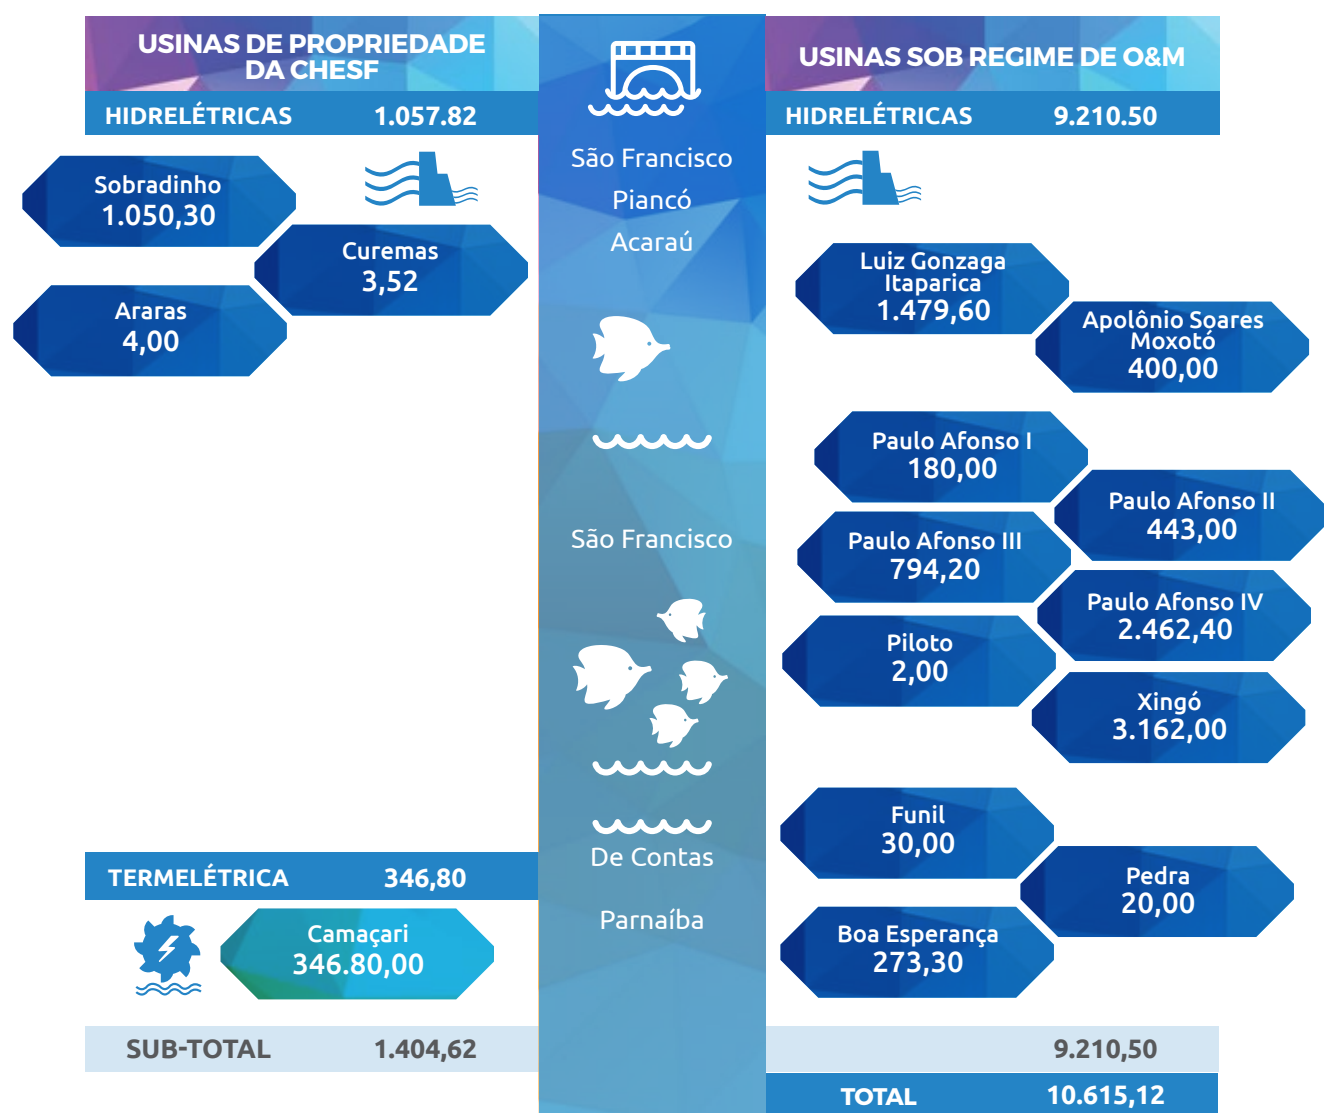 USINAS DE PROPRIEDADE
DA CHESF
HIDRELÉTRICAS 1.057.82
Sobradinho
1.050,30
Curemas
3,52
Araras
4,00
TERMELÉTRICA 346,80
Camaçari
346.80,00
SUB-TOTAL 1.404,62
São Francisco
Piancó
Acaraú
São Francisco
De Contas
Parnaíba
USINAS SOB REGIME DE O&M
HIDRELÉTRICAS 9.210.50
Luiz Gonzaga
Itaparica
1.479,60
Apolônio Soares
Moxotó
400,00
Paulo Afonso I
180,00
Paulo Afonso II
443,00
Paulo Afonso III
794,20
Paulo Afonso IV
2.462,40
Piloto
2,00
Xingó
3.162,00
Funil
30,00
Pedra
20,00
Boa Esperança
273,30
9.210,50
TOTAL 10.615,12